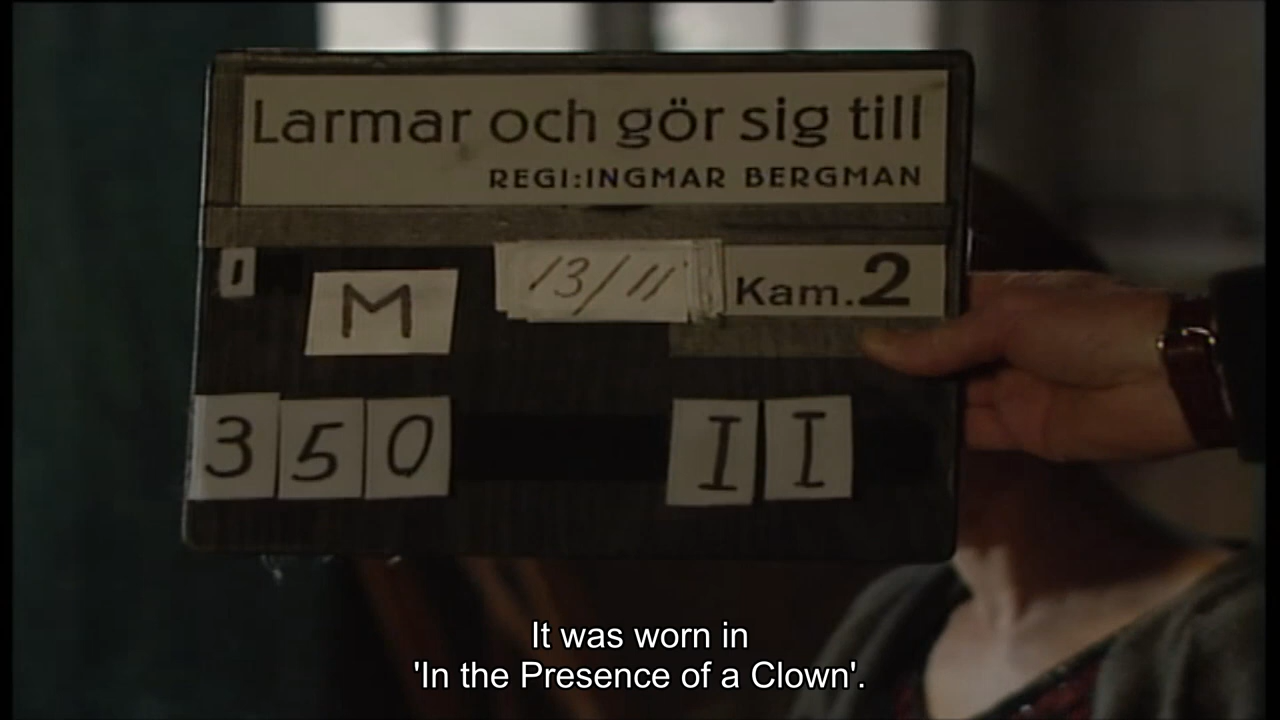 Larmar och gör sig till
REGI:INGMAR BERGMAN
1 M 13/11 Kam.2
350 II
It was worn in
'In the Presence of a Clown'.